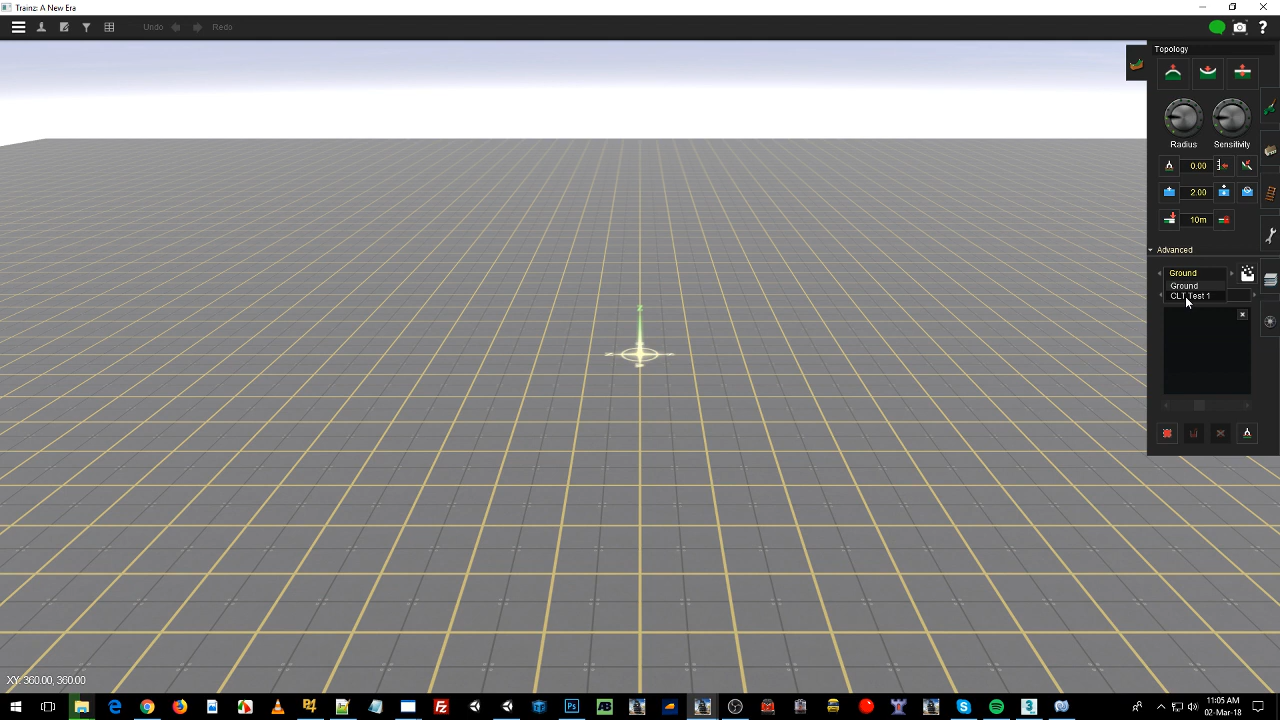 Trainz: A New Era
Undo
Redo
Topology
Radius
Sensitivity
0.00
2.00
10m
Advanced
Ground
Ground
CLT Test 1
XY: 360.00, 360.00
11:05 AM
02-Mar-18